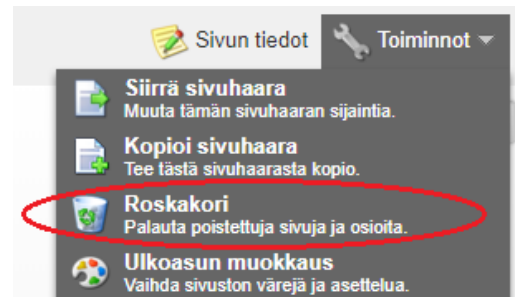 Sivun tiedot Toiminnot
Siirrä sivuhaara
Muuta tämän sivuhaaran sijaintia.
Kopioi sivuhaara
Tee tästä sivuhaarasta kopio.
Roskakori
Palauta poistettuja sivuja ja osioita.
Ulkoasun muokkaus
Vaihda sivuston värejä ja asettelua.